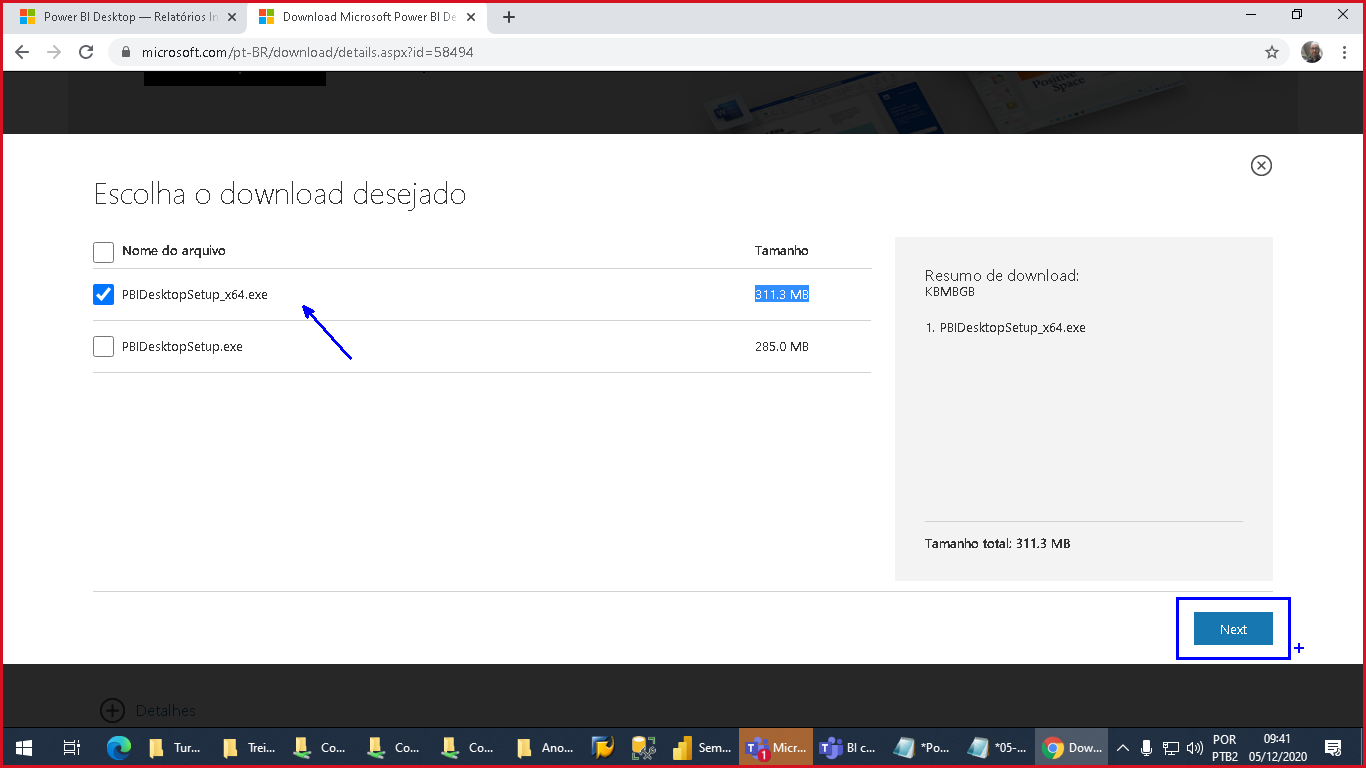 Power BI Desktop — Relatórios In
Download Microsoft Power BI De
microsoft.com/pt-BR/download/details.aspx?id=58494
Positive
Space
Escolha o download desejado
Nome do arquivo Tamanho
PBIDesktopSetup_x64.exe 311.3 MB
PBIDesktopSetup.exe 285.0 MB
Resumo de download:
KBMBGB
1. PBIDesktopSetup_x64.exe
Tamanho total: 311.3 MB
Next
Detalhes
Tur... Trei... Co... Co... Co... Ano... Sem... Micr... BI c... *Po... *05-... Dow...
1
POR
PTB2
09:41
05/12/2020